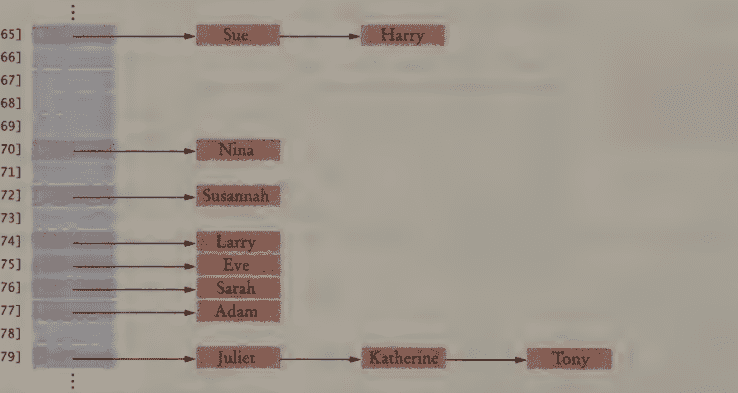 65] Sue Harry
66]
67]
68]
69]
70] Nina
71]
72] Susannah
73]
74] Larry
75] Eve
76] Sarah
77] Adam
78]
79] Juliet Katherine Tony